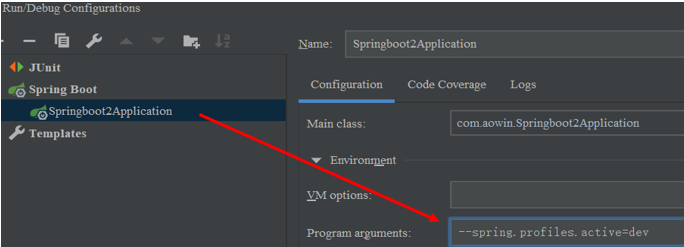 Run/Debug Configurations
Name: Springboot2Application
JUnit
Spring Boot
Springboot2Application
Templates
Configuration Code Coverage Logs
Main class: com.aowin.Springboot2Application
Environment
VM options:
Program arguments: --spring.profiles.active=dev